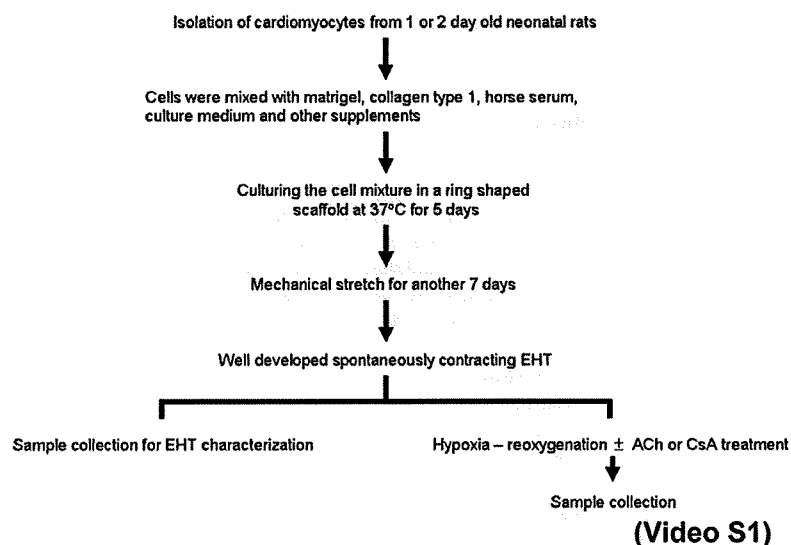 Isolation of cardiomyocytes from 1 or 2 day old neonatal rats
Cells were mixed with matrigel, collagen type 1, horse serum,
culture medium and other supplements
Culturing the cell mixture in a ring shaped
scaffold at 37°C for 5 days
Mechanical stretch for another 7 days
Well developed spontaneously contracting EHT
Sample collection for EHT characterization
Hypoxia – reoxygenation ± ACh or CsA treatment
Sample collection
(Video S1)